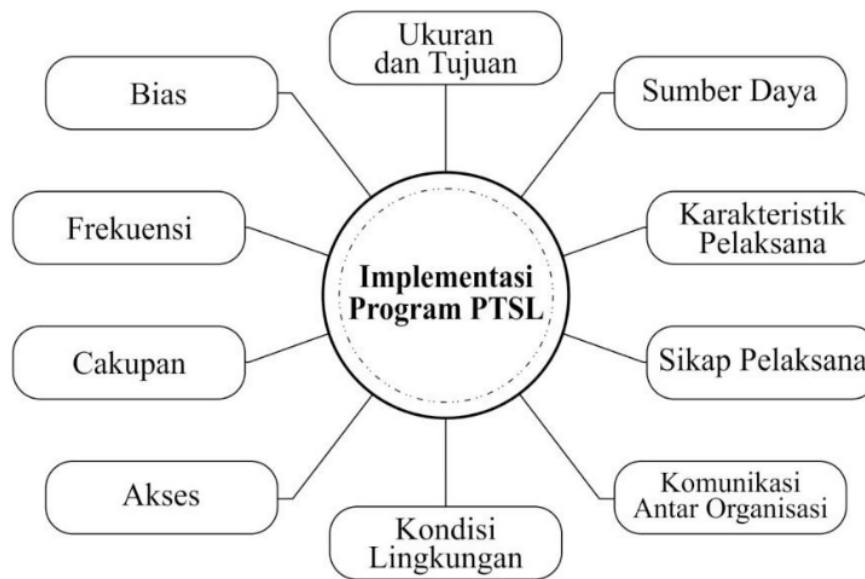 Ukuran
dan Tujuan
Bias
Sumber Daya
Frekuensi
Karakteristik
Pelaksana
Implementasi
Program PTSL
Cakupan
Sikap Pelaksana
Akses
Komunikasi
Antar Organisasi
Kondisi
Lingkungan